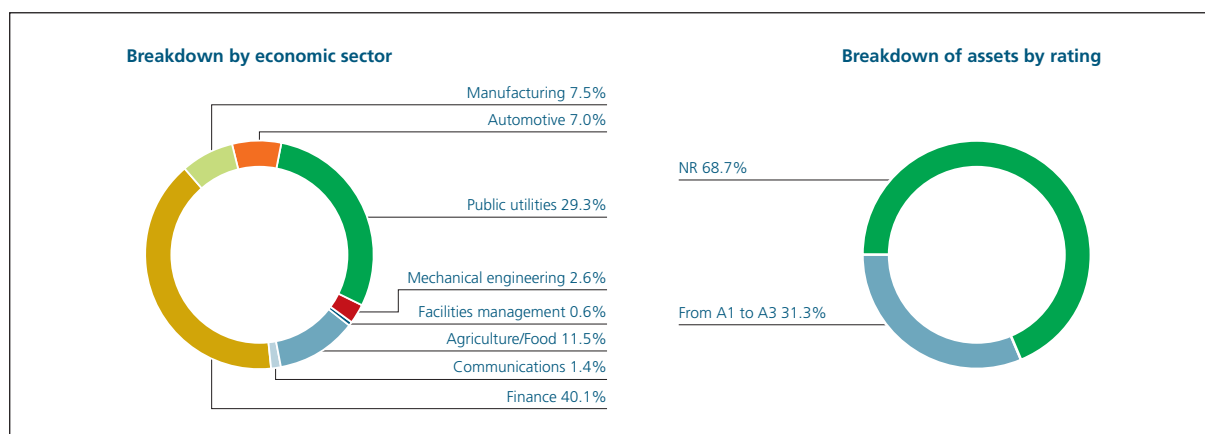 Breakdown by economic sector
Manufacturing 7.5%
Automotive 7.0%
Public utilities 29.3%
Mechanical engineering 2.6%
Facilities management 0.6%
Agriculture/Food 11.5%
Communications 1.4%
Finance 40.1%
Breakdown of assets by rating
NR 68.7%
From A1 to A3 31.3%